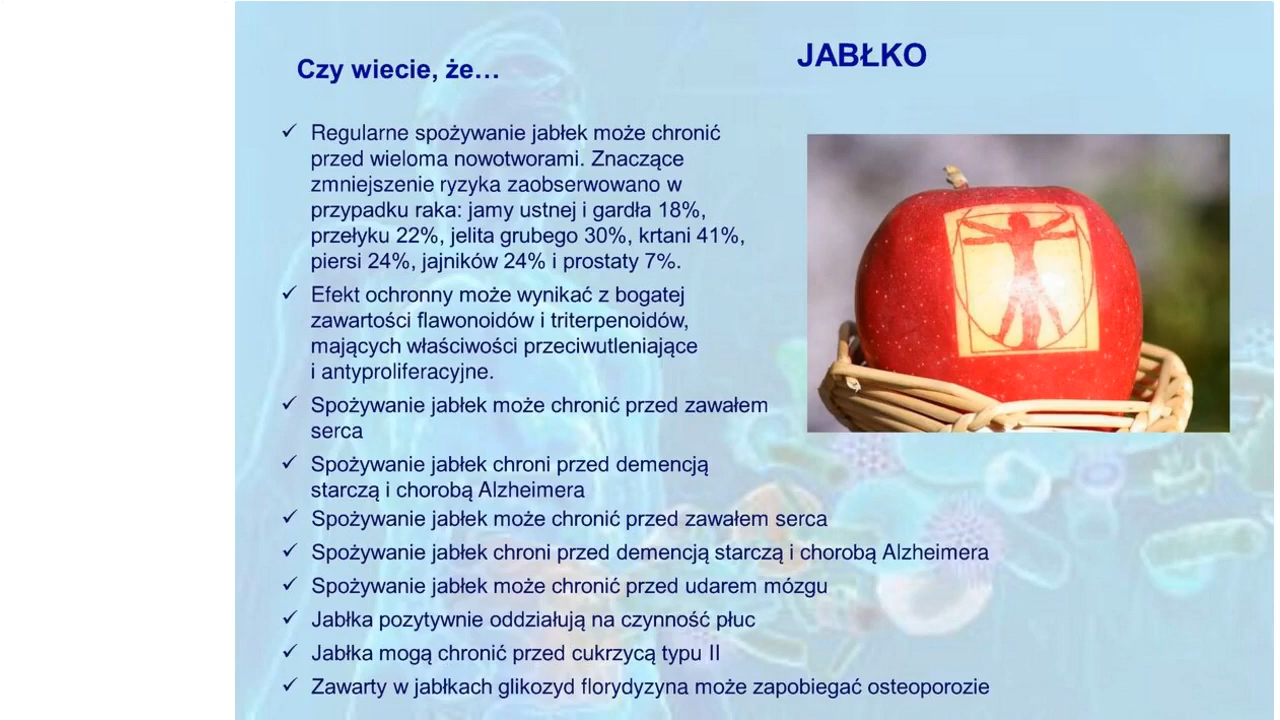 JABŁKO
Czy wiecie, że…
✓ Regularne spożywanie jabłek może chronić
przed wieloma nowotworami. Znaczące
zmniejszenie ryzyka zaobserwowano w
przypadku raka: jamy ustnej i gardła 18%,
przełyku 22%, jelita grubego 30%, krtani 41%,
piersi 24%, jajników 24% i prostaty 7%.
✓ Efekt ochronny może wynikać z bogatej
zawartości flawonoidów i triterpenoidów,
mających właściwości przeciwutleniające
i antyproliferacyjne.
✓ Spożywanie jabłek może chronić przed zawałem
serca
✓ Spożywanie jabłek chroni przed demencją
starczą i chorobą Alzheimera
✓ Spożywanie jabłek może chronić przed zawałem serca
✓ Spożywanie jabłek chroni przed demencją starczą i chorobą Alzheimera
✓ Spożywanie jabłek może chronić przed udarem mózgu
✓ Jabłka pozytywnie oddziałują na czynność płuc
✓ Jabłka mogą chronić przed cukrzycą typu II
✓ Zawarty w jabłkach glikozyd florydyzyna może zapobiegać osteoporozie